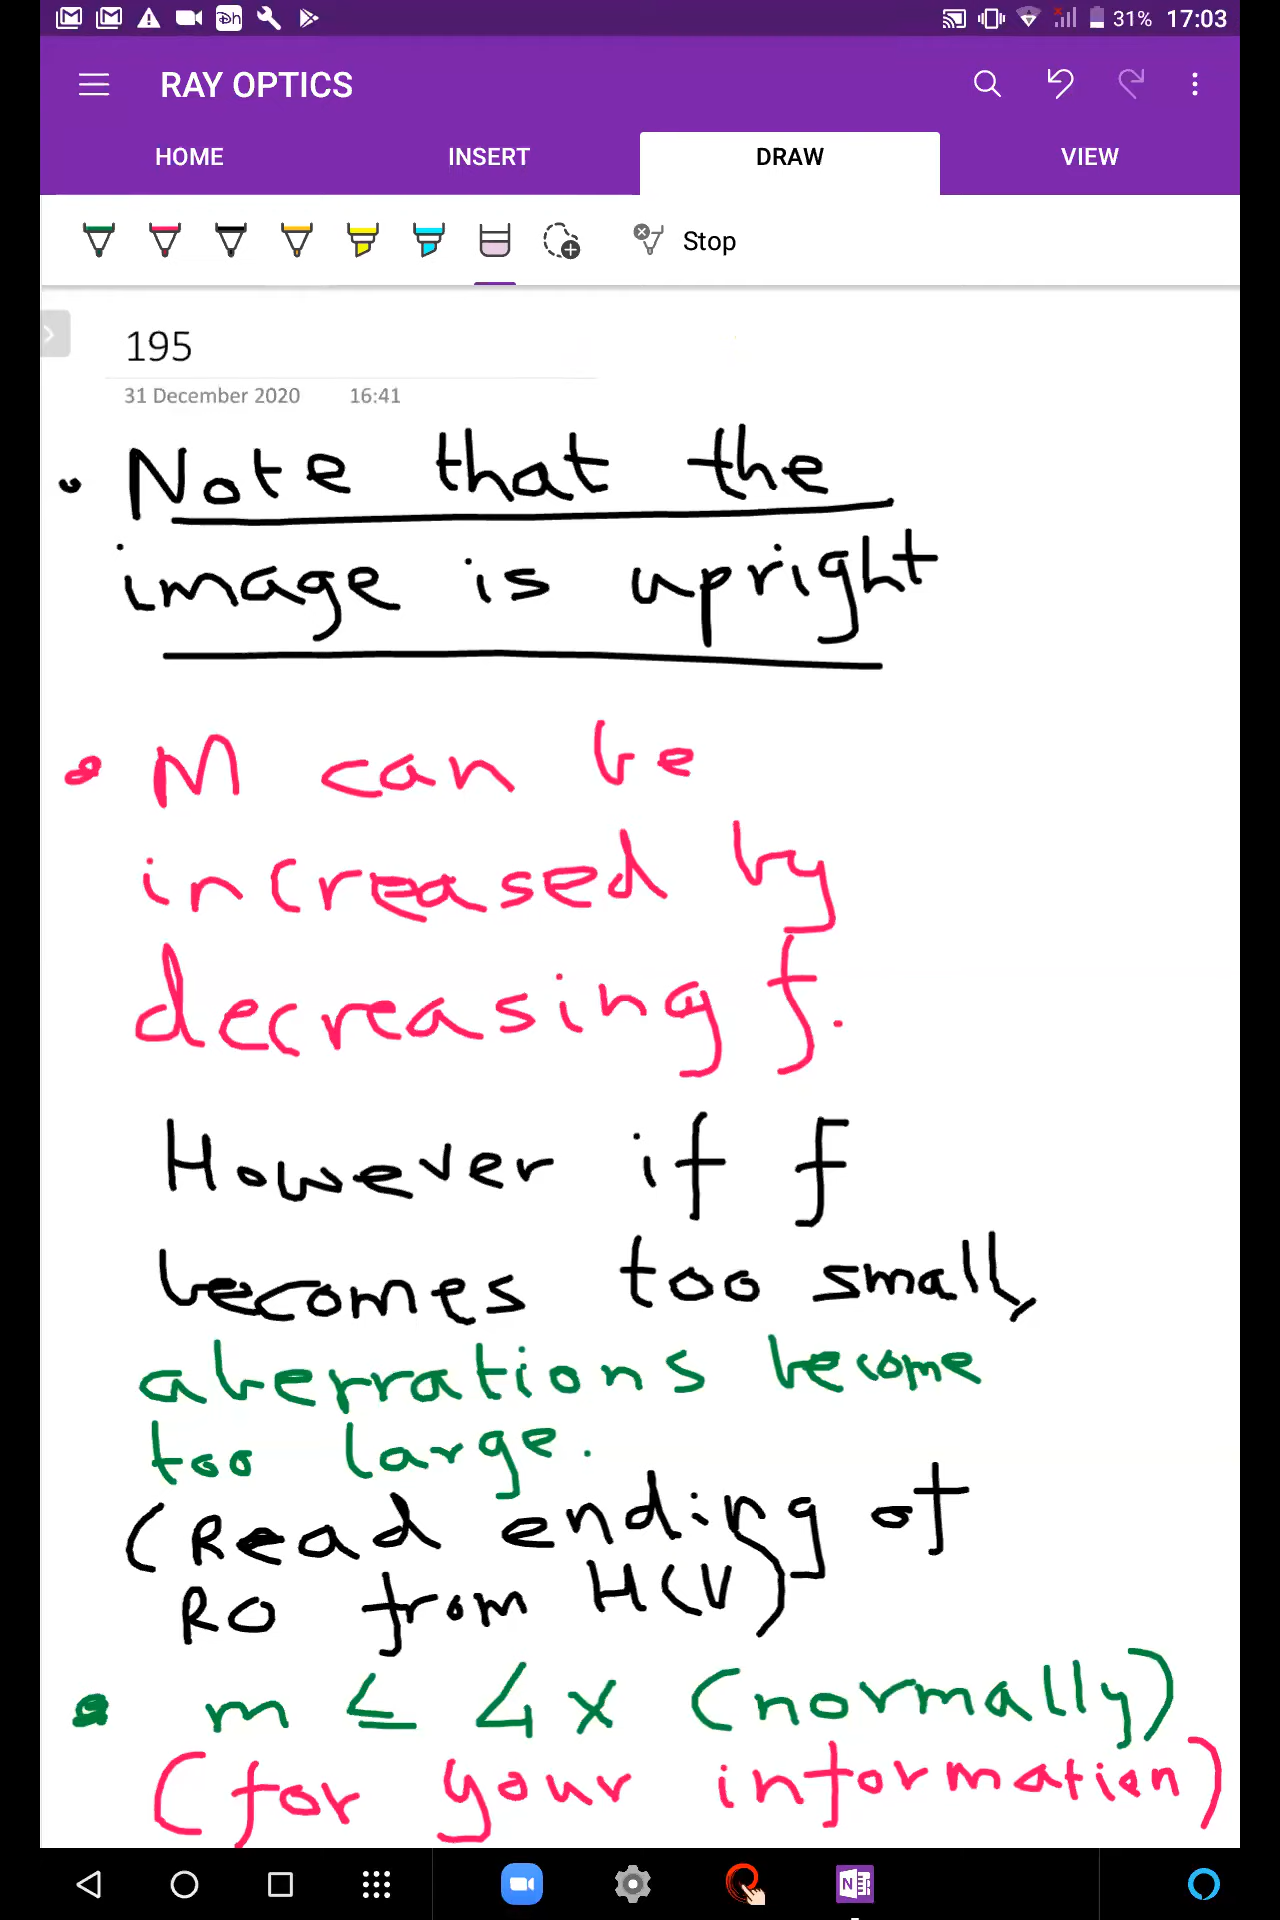 31% 17:03
RAY OPTICS
HOME INSERT DRAW VIEW
Stop
195
31 December 2020 16:41
• Note that the
image is upright
• M can be
increased by
decreasing f.
However if f
becomes too small,
aberrations become
too large.
(Read ending of
RO from HCV)
• m ≤ 4x (normally)
(for your information)